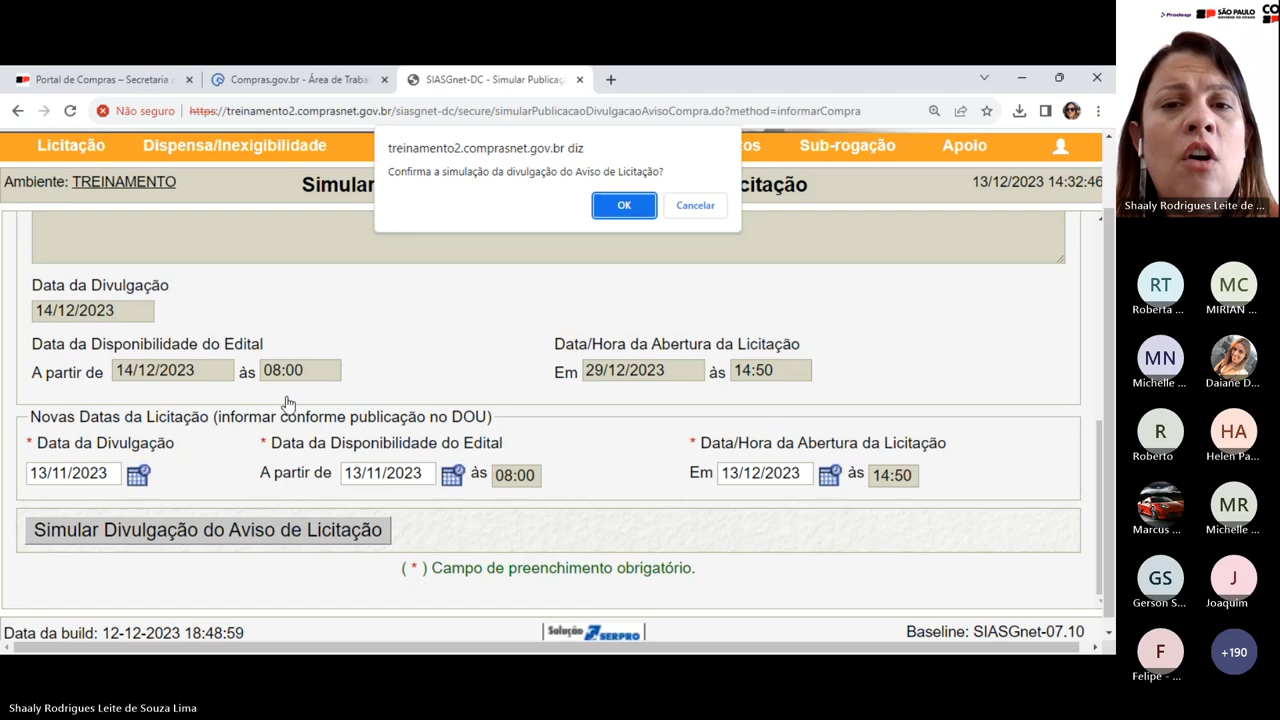 Prodesp SÃO PAULO GOVERNO DO ESTADO CO
Portal de Compras – Secretaria d
Compras.gov.br - Área de Traba
SIASGnet-DC - Simular Publicaç
Não seguro
https://treinamento2.comprasnet.gov.br/siasgnet-dc/secure/simularPublicacaoDivulgacaoAvisoCompra.do?method=informarCompra
Licitação Dispensa/Inexigibilidade os Sub-rogação Apoio
treinamento2.comprasnet.gov.br diz
Confirma a simulação da divulgação do Aviso de Licitação?
OK Cancelar
Ambiente: TREINAMENTO Simular citação 13/12/2023 14:32:46
Data da Divulgação
14/12/2023
Data da Disponibilidade do Edital Data/Hora da Abertura da Licitação
A partir de 14/12/2023 às 08:00 Em 29/12/2023 às 14:50
Novas Datas da Licitação (informar conforme publicação no DOU)
* Data da Divulgação * Data da Disponibilidade do Edital * Data/Hora da Abertura da Licitação
13/11/2023 A partir de 13/11/2023 às 08:00 Em 13/12/2023 às 14:50
Simular Divulgação do Aviso de Licitação
( * ) Campo de preenchimento obrigatório.
Data da build: 12-12-2023 18:48:59 Solução SERPRO Baseline: SIASGnet-07.10
Shaaly Rodrigues Leite de ...
RT MC
Roberta ... MIRIAN ...
MN
Michelle ... Daiane D...
R HA
Roberto Helen Pa...
MR
Marcus ... Michelle ...
GS J
Gerson S... Joaquim
F +190
Felipe - ...
Shaaly Rodrigues Leite de Souza Lima